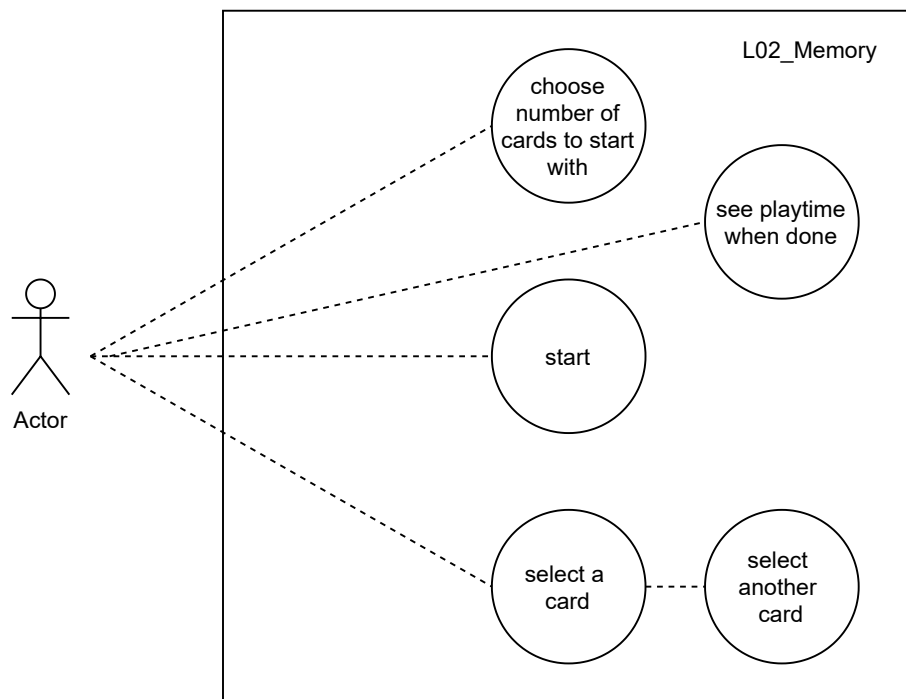 L02_Memory
choose
number of
cards to start
with
see playtime
when done
start
Actor
select a
card
select
another
card